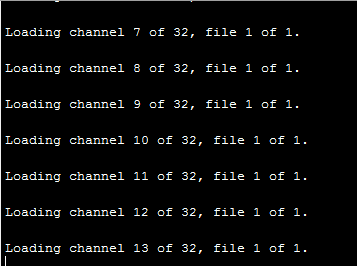 Loading channel 7 of 32, file 1 of 1.
Loading channel 8 of 32, file 1 of 1.
Loading channel 9 of 32, file 1 of 1.
Loading channel 10 of 32, file 1 of 1.
Loading channel 11 of 32, file 1 of 1.
Loading channel 12 of 32, file 1 of 1.
Loading channel 13 of 32, file 1 of 1.